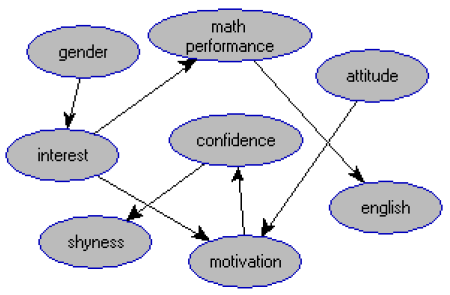 gender
math
performance
attitude
interest
confidence
english
shyness
motivation